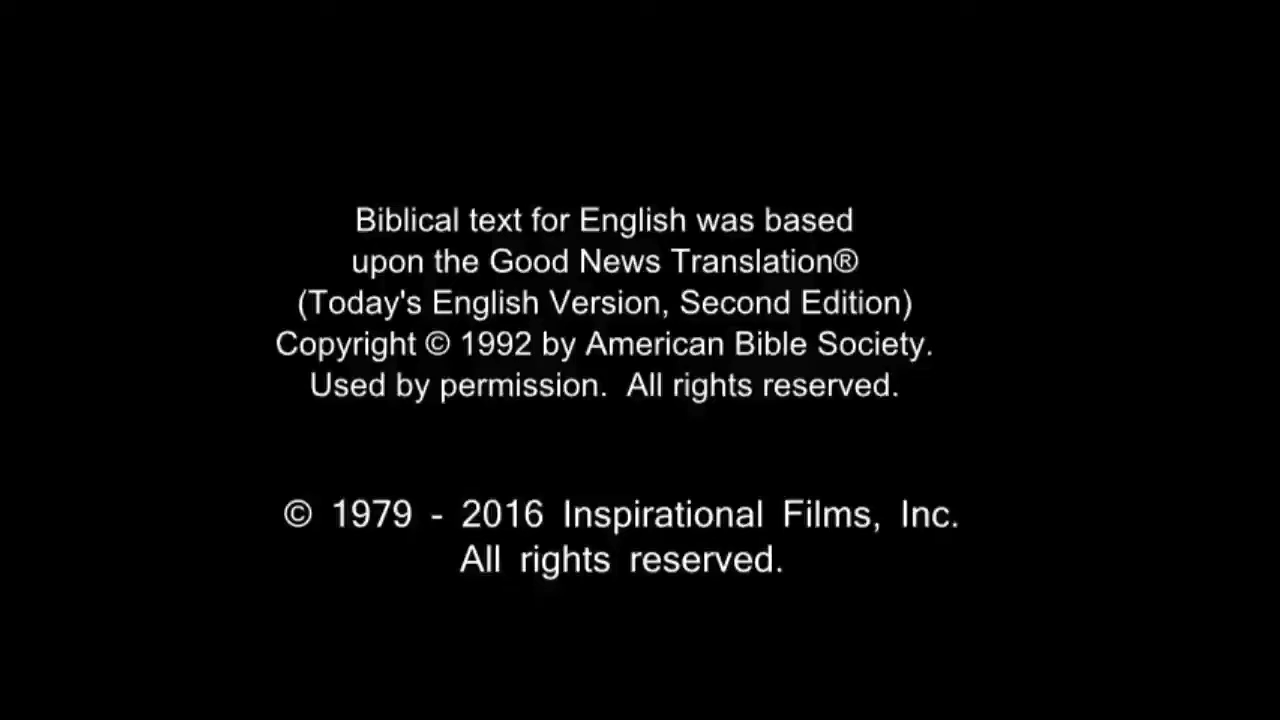 Biblical text for English was based
upon the Good News Translation®
(Today's English Version, Second Edition)
Copyright © 1992 by American Bible Society.
Used by permission.  All rights reserved.
© 1979 - 2016 Inspirational Films, Inc.
All rights reserved.